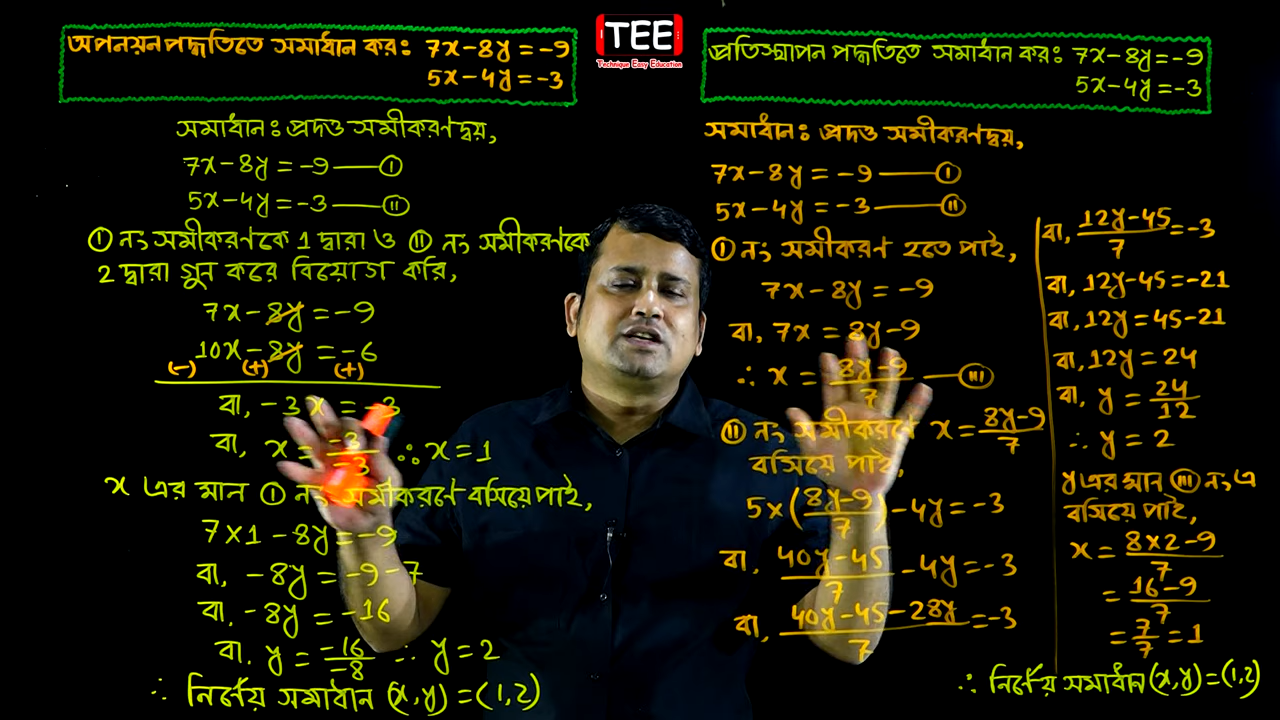 TEE
Technique Easy Education
অপনয়ন পদ্ধতিতে সমাধান কর: 7x-8y=-9
5x-4y=-3
সমাধান: প্রদত্ত সমীকরণদ্বয়,
7x-8y=-9 — (I)
5x-4y=-3 — (II)
(I) নং সমীকরণকে 1 দ্বারা ও (II) নং সমীকরণকে
2 দ্বারা গুন করে বিয়োগ করি,
7x-8y=-9
10x-8y=-6
(-) (+) (+)
বা, -3x=-3
বা, x=-3/-3 ∴ x=1
x এর মান (I) নং সমীকরণে বসিয়ে পাই,
7×1-8y=-9
বা, -8y=-9-7
বা, -8y=-16
বা, y=-16/-8 ∴ y=2
∴ নির্ণেয় সমাধান (x,y)=(1,2)
প্রতিস্থাপন পদ্ধতিতে সমাধান কর: 7x-8y=-9
5x-4y=-3
সমাধান: প্রদত্ত সমীকরণদ্বয়,
7x-8y=-9 — (I)
5x-4y=-3 — (II)
(I) নং সমীকরণ হতে পাই,
7x-8y=-9
বা, 7x=8y-9
∴ x=8y-9/7 — (III)
(II) নং সমীকরণে x=8y-9/7
বসিয়ে পাই,
5×(8y-9/7)-4y=-3
বা, 40y-45/7-4y=-3
বা, 40y-45-28y/7=-3
বা, 12y-45/7=-3
বা, 12y-45=-21
বা, 12y=45-21
বা, 12y=24
বা, y=24/12
∴ y=2
y এর মান (III) নং এ
বসিয়ে পাই,
x=8×2-9/7
=16-9/7
=7/7=1
∴ নির্ণেয় সমাধান (x,y)=(1,2)